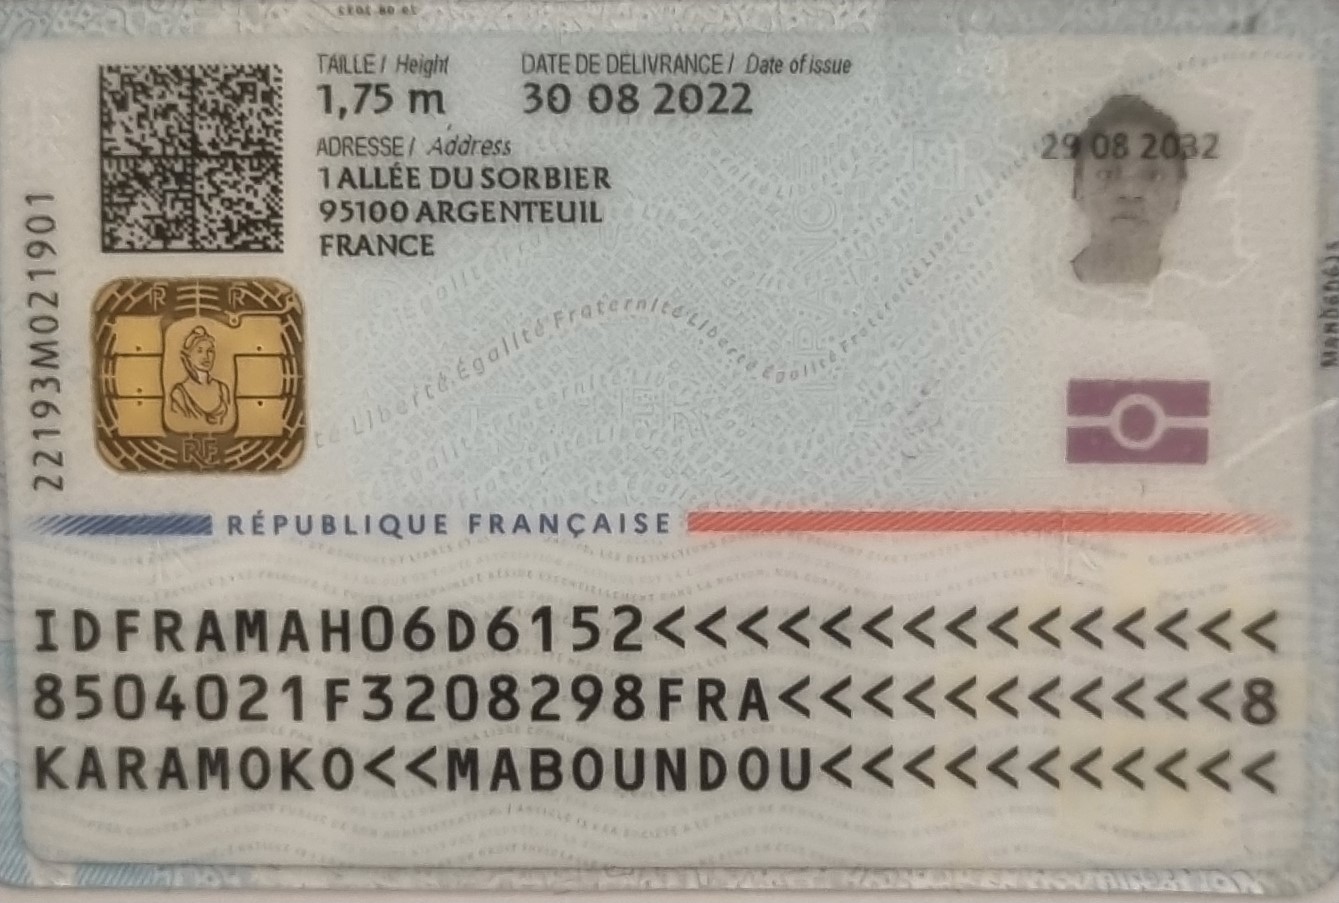 TAILLE / Height
1,75 m
DATE DE DÉLIVRANCE / Date of issue
30 08 2022
ADRESSE / Address
1 ALLÉE DU SORBIER
95100 ARGENTEUIL
FRANCE
29 08 2032
22193M021901
Liberté Égalité Fraternité Liberté Égalité Fraternité Liberté
RF
RÉPUBLIQUE FRANÇAISE
IDFRAMAH06D6152<<<<<<<<<<<<<<<
8504021F3208298FRA<<<<<<<<<<<8
KARAMOKO<<MABOUNDOU<<<<<<<<<<<